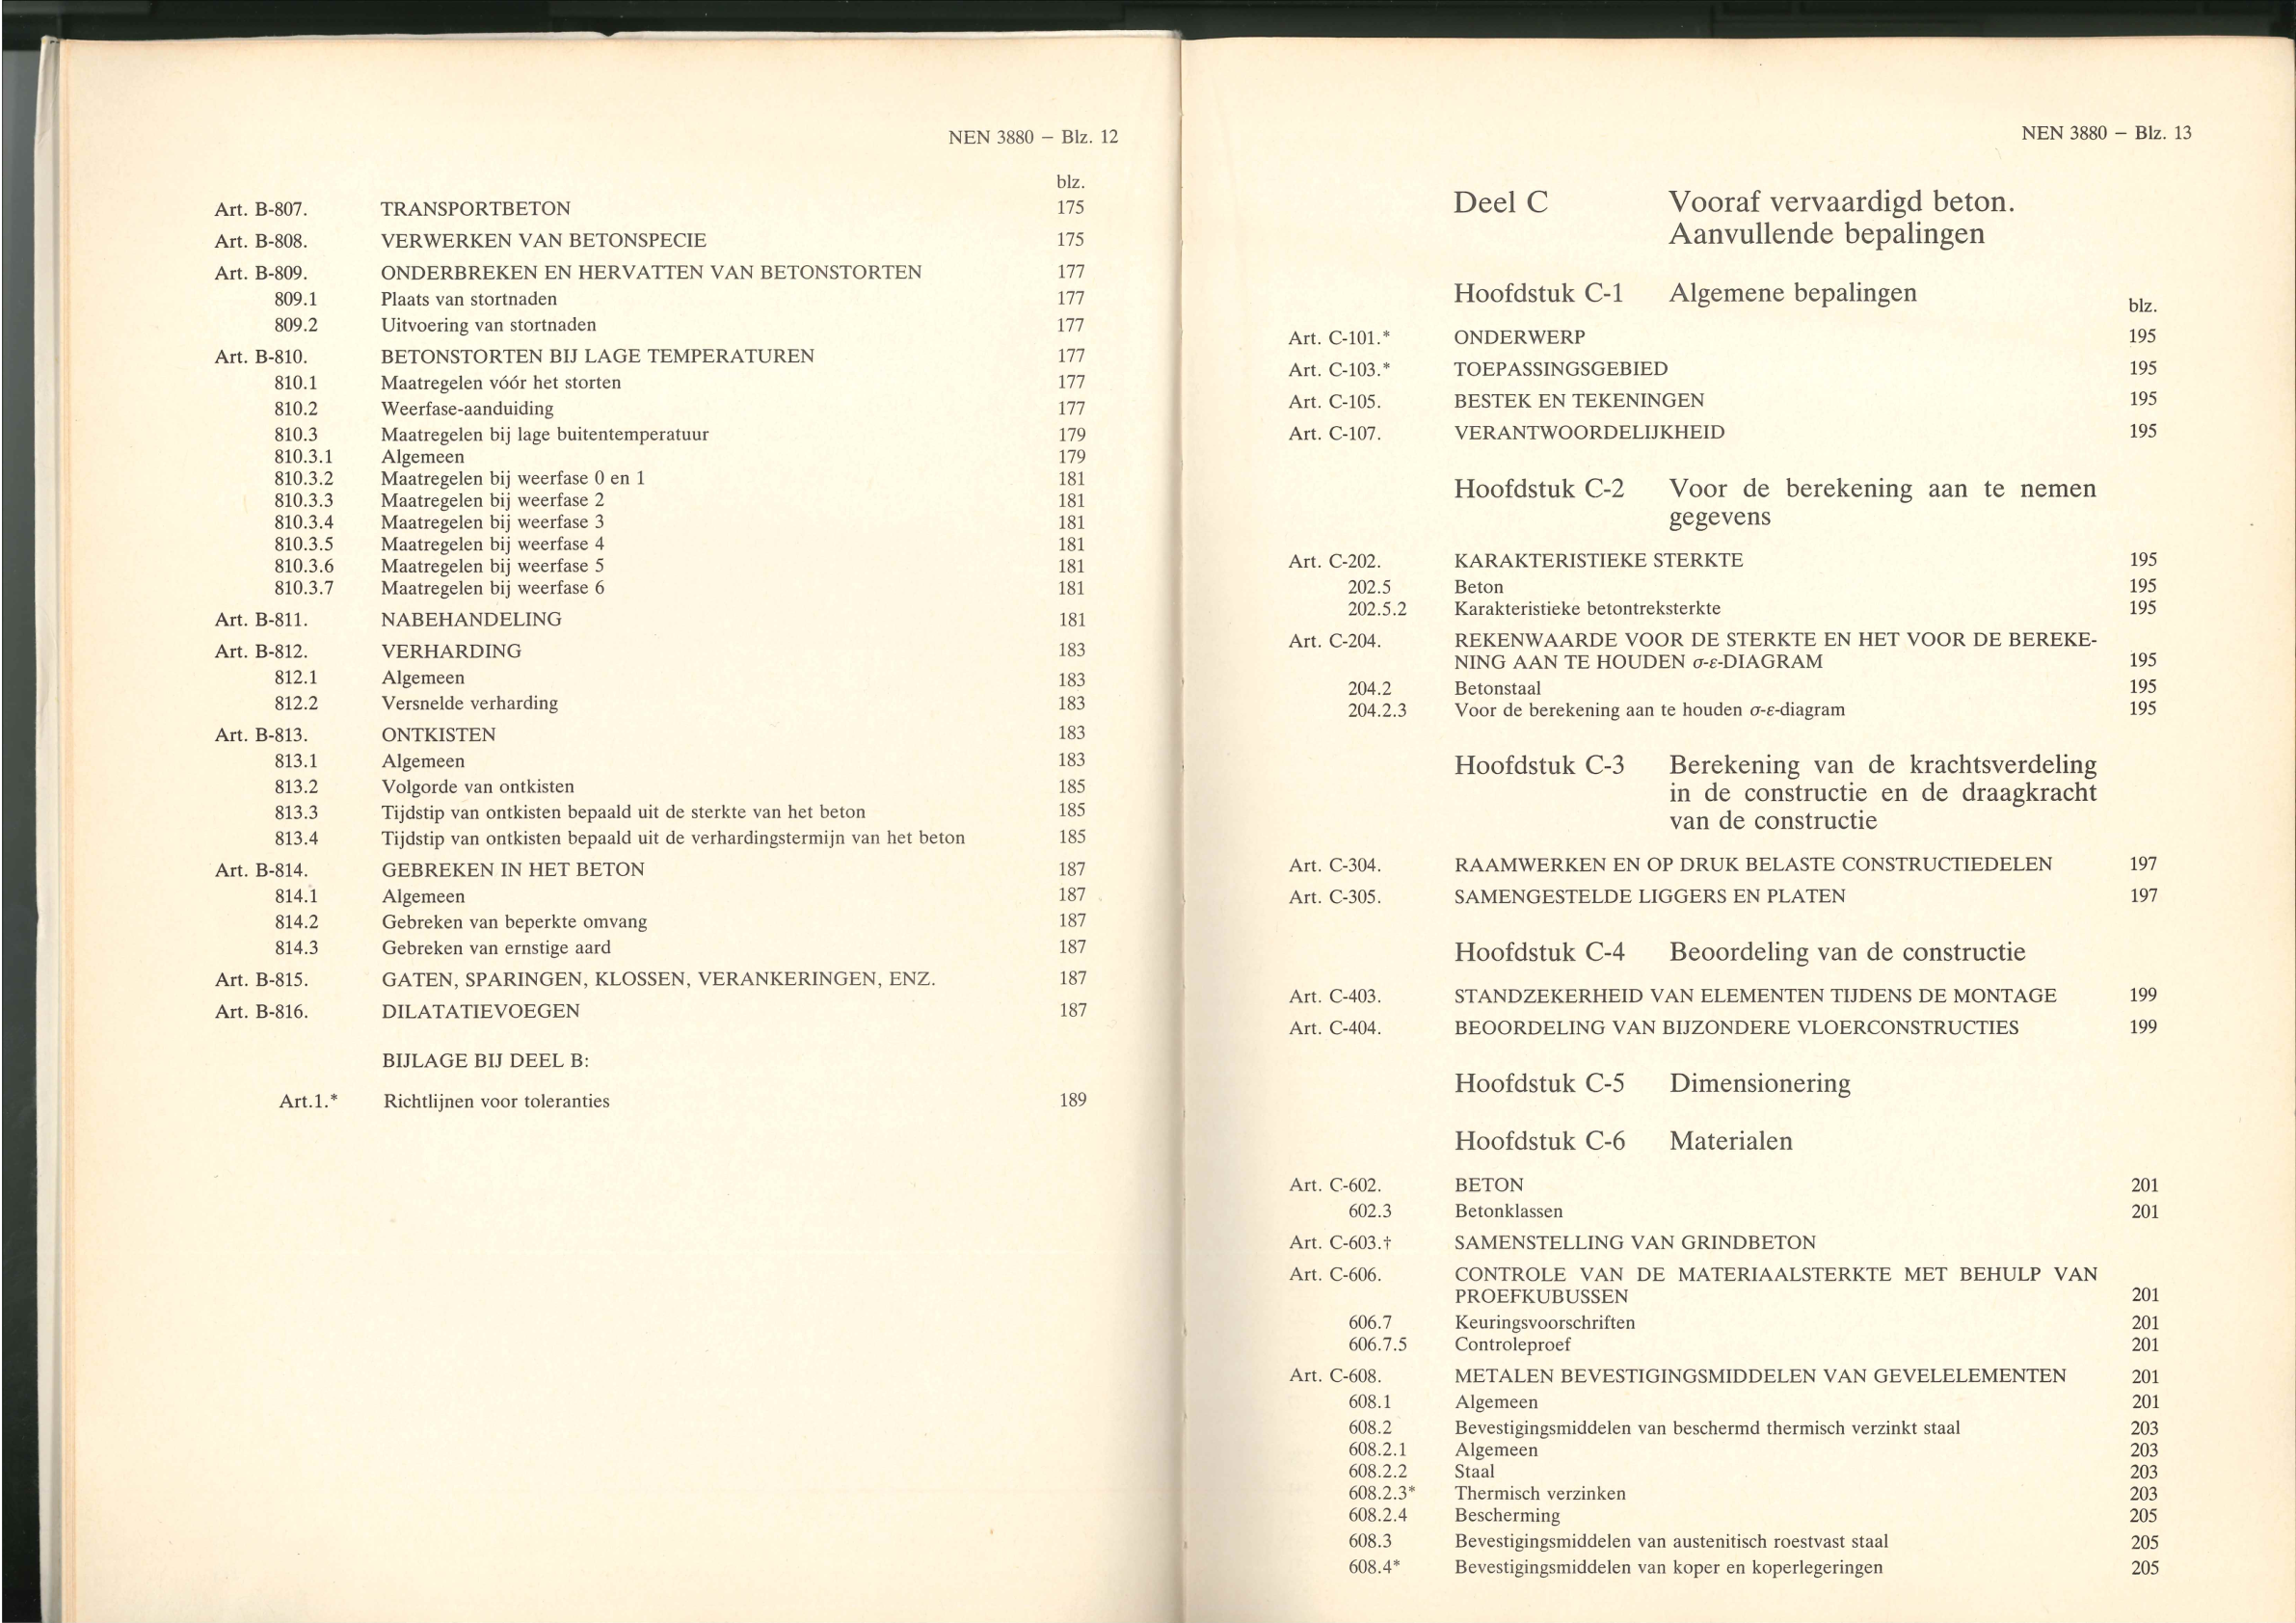 NEN 3880 – Blz. 12
blz.
Art. B-807. TRANSPORTBETON 175
Art. B-808. VERWERKEN VAN BETONSPECIE 175
Art. B-809. ONDERBREKEN EN HERVATTEN VAN BETONSTORTEN 177
809.1 Plaats van stortnaden 177
809.2 Uitvoering van stortnaden 177
Art. B-810. BETONSTORTEN BIJ LAGE TEMPERATUREN 177
810.1 Maatregelen vóór het storten 177
810.2 Weerfase-aanduiding 177
810.3 Maatregelen bij lage buitentemperatuur 179
810.3.1 Algemeen 179
810.3.2 Maatregelen bij weerfase 0 en 1 181
810.3.3 Maatregelen bij weerfase 2 181
810.3.4 Maatregelen bij weerfase 3 181
810.3.5 Maatregelen bij weerfase 4 181
810.3.6 Maatregelen bij weerfase 5 181
810.3.7 Maatregelen bij weerfase 6 181
Art. B-811. NABEHANDELING 181
Art. B-812. VERHARDING 183
812.1 Algemeen 183
812.2 Versnelde verharding 183
Art. B-813. ONTKISTEN 183
813.1 Algemeen 183
813.2 Volgorde van ontkisten 185
813.3 Tijdstip van ontkisten bepaald uit de sterkte van het beton 185
813.4 Tijdstip van ontkisten bepaald uit de verhardingstermijn van het beton 185
Art. B-814. GEBREKEN IN HET BETON 187
814.1 Algemeen 187
814.2 Gebreken van beperkte omvang 187
814.3 Gebreken van ernstige aard 187
Art. B-815. GATEN, SPARINGEN, KLOSSEN, VERANKERINGEN, ENZ. 187
Art. B-816. DILATATIEVOEGEN 187
BIJLAGE BIJ DEEL B:
Art.1.* Richtlijnen voor toleranties 189
NEN 3880 – Blz. 13
Deel C Vooraf vervaardigd beton.
Aanvullende bepalingen
Hoofdstuk C-1 Algemene bepalingen
blz.
Art. C-101.* ONDERWERP 195
Art. C-103.* TOEPASSINGSGEBIED 195
Art. C-105. BESTEK EN TEKENINGEN 195
Art. C-107. VERANTWOORDELIJKHEID 195
Hoofdstuk C-2 Voor de berekening aan te nemen
gegevens
Art. C-202. KARAKTERISTIEKE STERKTE 195
202.5 Beton 195
202.5.2 Karakteristieke betontreksterkte 195
Art. C-204. REKENWAARDE VOOR DE STERKTE EN HET VOOR DE BEREKE-
NING AAN TE HOUDEN σ-ε-DIAGRAM 195
204.2 Betonstaal 195
204.2.3 Voor de berekening aan te houden σ-ε-diagram 195
Hoofdstuk C-3 Berekening van de krachtsverdeling
in de constructie en de draagkracht
van de constructie
Art. C-304. RAAMWERKEN EN OP DRUK BELASTE CONSTRUCTIEDELEN 197
Art. C-305. SAMENGESTELDE LIGGERS EN PLATEN 197
Hoofdstuk C-4 Beoordeling van de constructie
Art. C-403. STANDZEKERHEID VAN ELEMENTEN TIJDENS DE MONTAGE 199
Art. C-404. BEOORDELING VAN BIJZONDERE VLOERCONSTRUCTIES 199
Hoofdstuk C-5 Dimensionering
Hoofdstuk C-6 Materialen
Art. C-602. BETON 201
602.3 Betonklassen 201
Art. C-603.† SAMENSTELLING VAN GRINDBETON
Art. C-606. CONTROLE VAN DE MATERIAALSTERKTE MET BEHULP VAN
PROEFKUBUSSEN 201
606.7 Keuringsvoorschriften 201
606.7.5 Controleproef 201
Art. C-608. METALEN BEVESTIGINGSMIDDELEN VAN GEVELELEMENTEN 201
608.1 Algemeen 201
608.2 Bevestigingsmiddelen van beschermd thermisch verzinkt staal 203
608.2.1 Algemeen 203
608.2.2 Staal 203
608.2.3* Thermisch verzinken 203
608.2.4 Bescherming 205
608.3 Bevestigingsmiddelen van austenitisch roestvast staal 205
608.4* Bevestigingsmiddelen van koper en koperlegeringen 205